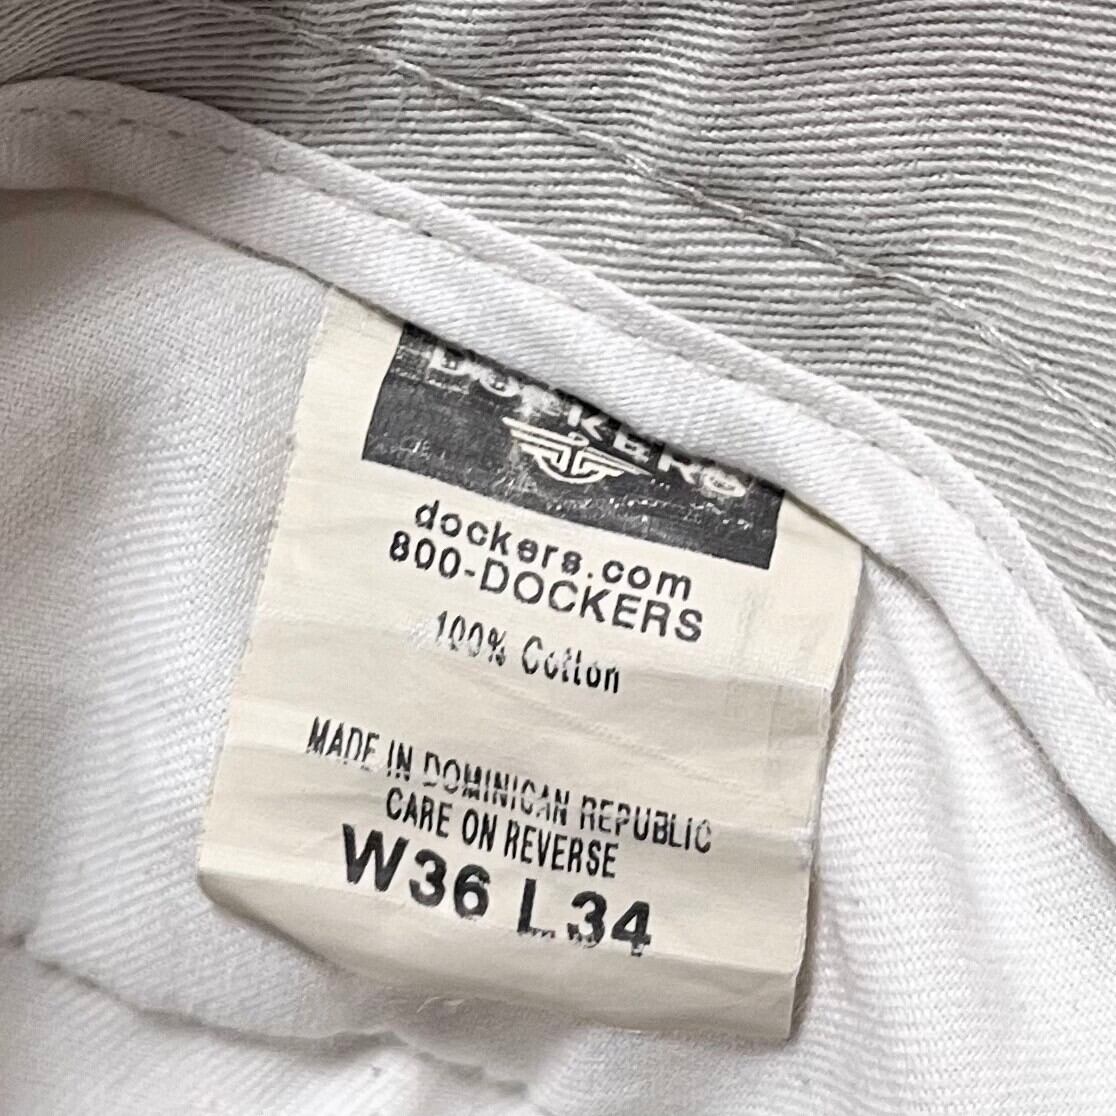 DOCKERS
dockers.com
800-DOCKERS
100% Cotton
MADE IN DOMINICAN REPUBLIC
CARE ON REVERSE
W36 L34